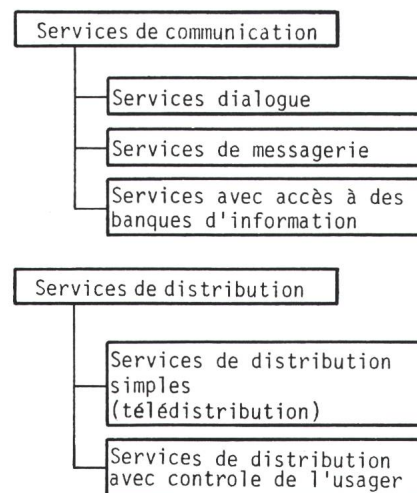 Services de communication
Services dialogue
Services de messagerie
Services avec accès à des
banques d'information
Services de distribution
Services de distribution
simples
(télédistribution)
Services de distribution
avec controle de l'usager